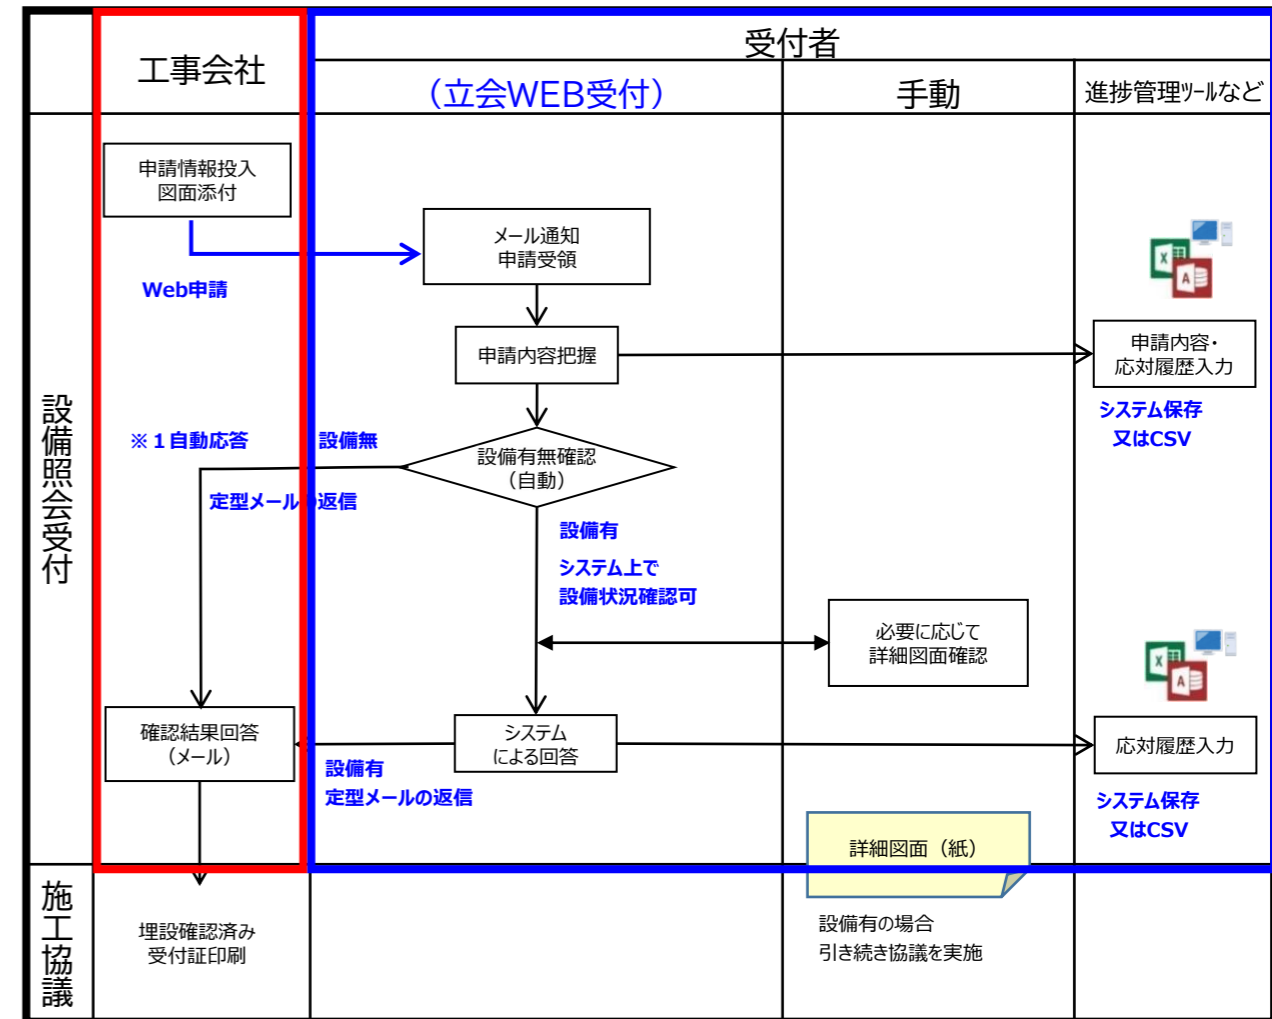 工事会社
受付者
（立会WEB受付）
手動
進捗管理ﾂｰﾙなど
設備照会受付
申請情報投入
図面添付
Web申請
メール通知
申請受領
申請内容把握
申請内容・
応対履歴入力
システム保存
又はCSV
※１自動応答
設備無
設備有無確認
（自動）
定型メールの返信
設備有
システム上で
設備状況確認可
必要に応じて
詳細図面確認
確認結果回答
（メール）
システム
による回答
応対履歴入力
設備有
定型メールの返信
システム保存
又はCSV
詳細図面（紙）
施工協議
埋設確認済み
受付証印刷
設備有の場合
引き続き協議を実施